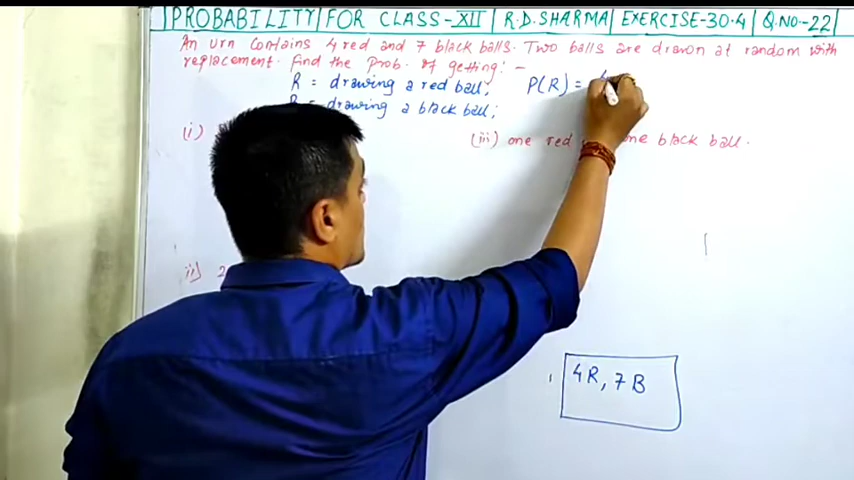 PROBABILITY FOR CLASS-XII | R.D.SHARMA | EXERCISE-30.4 | Q.NO.-22
An urn contains 4 red and 7 black balls. Two balls are drawn at random with
replacement. Find the Prob. of getting: -
R = drawing a red ball; P(R) =
drawing a black ball;
(i) (iii) one red one black ball.
ii) 2
4R, 7B